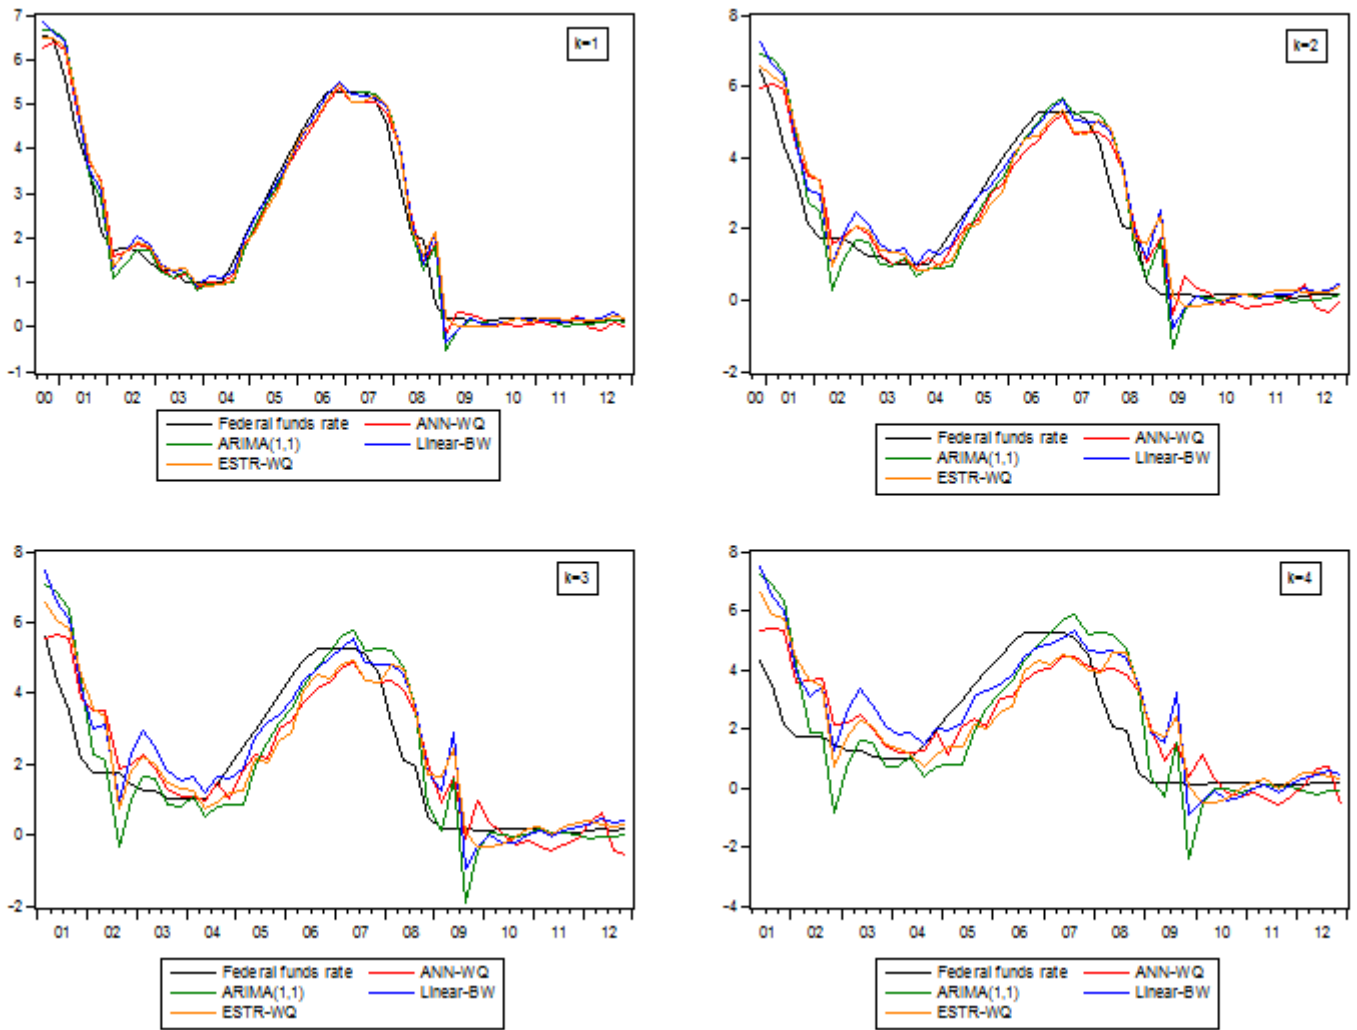 7
6
5
4
3
2
1
0
-1
k=1
00 01 02 03 04 05 06 07 08 09 10 11 12
Federal funds rate ANN-WQ
ARIMA(1,1) Linear-BW
ESTR-WQ
8
6
4
2
0
-2
k=2
00 01 02 03 04 05 06 07 08 09 10 11 12
Federal funds rate ANN-WQ
ARIMA(1,1) Linear-BW
ESTR-WQ
8
6
4
2
0
-2
k=3
01 02 03 04 05 06 07 08 09 10 11 12
Federal funds rate ANN-WQ
ARIMA(1,1) Linear-BW
ESTR-WQ
8
6
4
2
0
-2
-4
k=4
01 02 03 04 05 06 07 08 09 10 11 12
Federal funds rate ANN-WQ
ARIMA(1,1) Linear-BW
ESTR-WQ